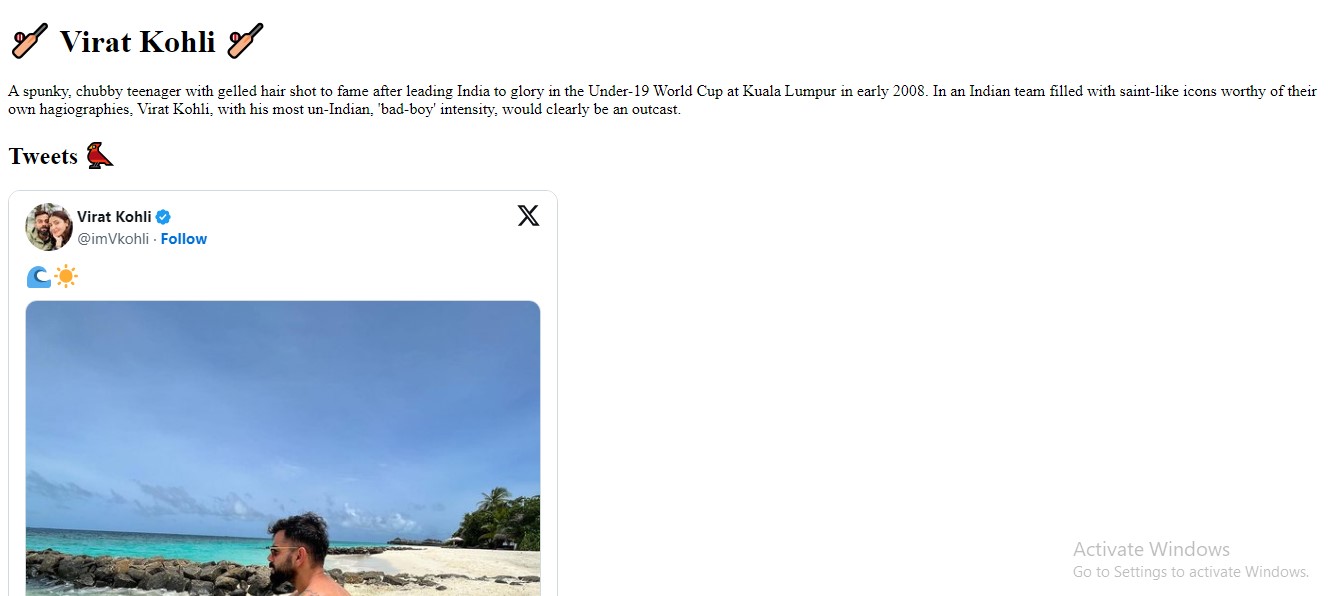 Virat Kohli
A spunky, chubby teenager with gelled hair shot to fame after leading India to glory in the Under-19 World Cup at Kuala Lumpur in early 2008. In an Indian team filled with saint-like icons worthy of their
own hagiographies, Virat Kohli, with his most un-Indian, 'bad-boy' intensity, would clearly be an outcast.
Tweets
Virat Kohli
@imVkohli · Follow
Activate Windows
Go to Settings to activate Windows.